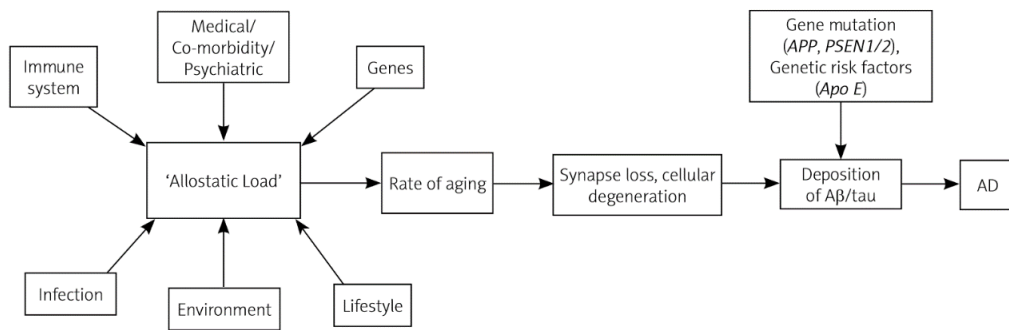 Immune
system
Medical/
Co-morbidity/
Psychiatric
Genes
Gene mutation
(APP, PSEN1/2),
Genetic risk factors
(Apo E)
‘Allostatic Load’
Rate of aging
Synapse loss, cellular
degeneration
Deposition
of Aβ/tau
AD
Infection
Environment
Lifestyle